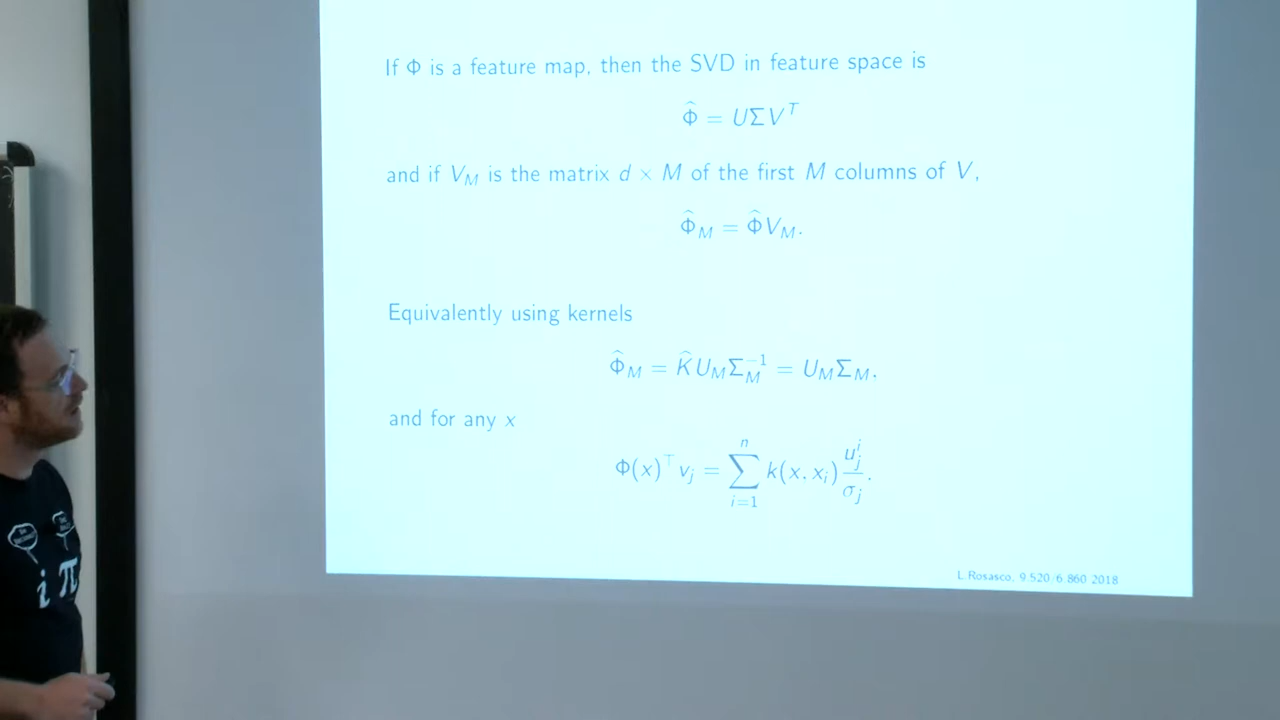 If Φ is a feature map, then the SVD in feature space is
Φ̂ = UΣV^T
and if V_M is the matrix d × M of the first M columns of V,
Φ̂_M = Φ̂V_M.
Equivalently using kernels
Φ̂_M = K̂U_MΣ_M^{-1} = U_MΣ_M,
and for any x
Φ(x)^⊤ v_j = ∑_{i=1}^{n} k(x, x_i) u_j^i / σ_j.
L.Rosasco, 9.520/6.860 2018
i π